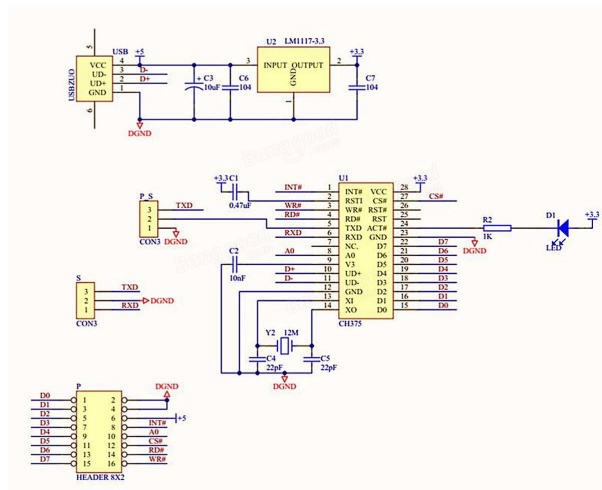 5
USB
+5
U2
LM1117-3.3
+3.3
USBZUO
VCC 4
UD- 3 D-
UD+ 2 D+
GND 1
6
3 INPUT OUTPUT 2
GND
1
+ C3
10uF
C6
104
C7
104
DGND
+3.3 C1
0.47uF
U1
+3.3
INT# 1 INT# VCC 28
2 RSTI CS# 27 CS#
WR# 3 WR# RST# 26
RD# 4 RD# RST 25
5 TXD ACT# 24
RXD 6 RXD GND 23
7 NC. D7 22 D7
A0 8 A0 D6 21 D6
9 V3 D5 20 D5
D+ 10 UD+ D4 19 D4
D- 11 UD- D3 18 D3
12 GND D2 17 D2
13 XI D1 16 D1
14 XO D0 15 D0
CH375
R2
1K
D1
LED
+3.3
DGND
P_S
3 TXD
2
1
CON3
DGND
C2
10nF
S
3 TXD
2 DGND
1 RXD
CON3
Y2 12M
C4
22pF
C5
22pF
DGND
P
DGND
D0 1 2
D1 3 4
D2 5 6 +5
D3 7 8 INT#
D4 9 10 A0
D5 11 12 CS#
D6 13 14 RD#
D7 15 16 WR#
HEADER 8X2